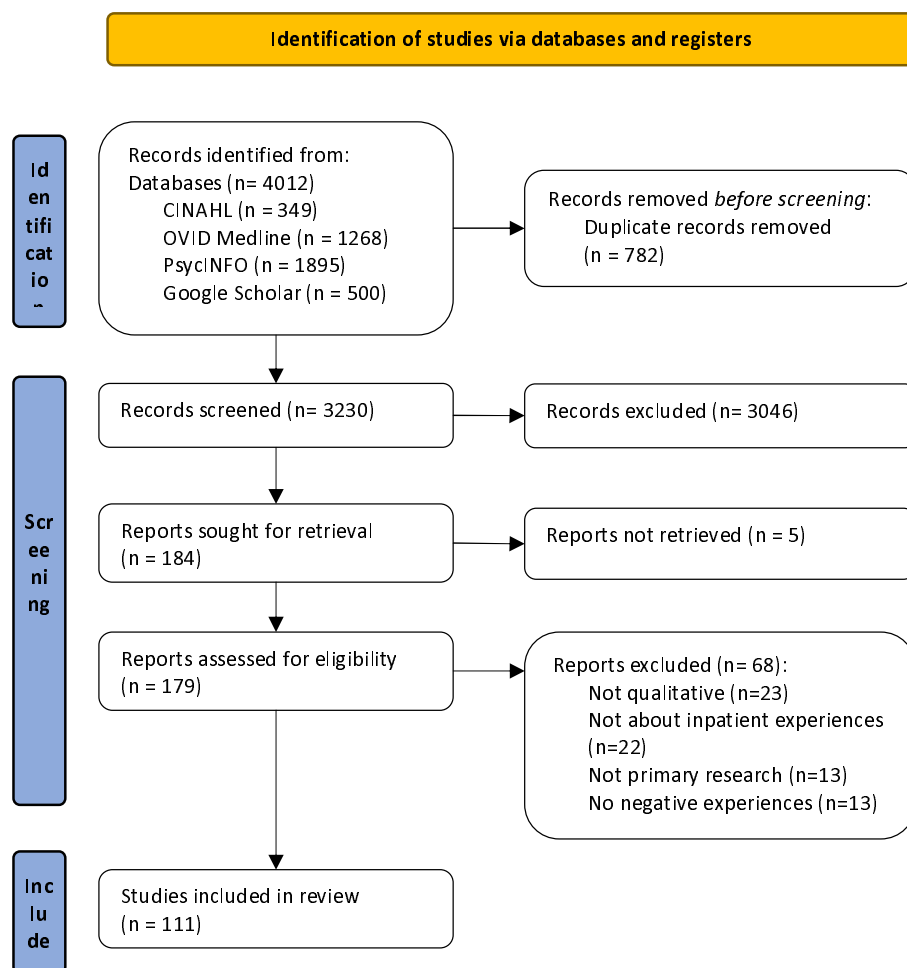 Identification of studies via databases and registers
Id
en
tifi
cat
io
n
Records identified from:
Databases (n= 4012)
CINAHL (n = 349)
OVID Medline (n = 1268)
PsycINFO (n = 1895)
Google Scholar (n = 500)
Records removed before screening:
Duplicate records removed
(n = 782)
Scr
ee
ni
ng
Records screened (n= 3230)
Records excluded (n= 3046)
Reports sought for retrieval
(n = 184)
Reports not retrieved (n = 5)
Reports assessed for eligibility
(n = 179)
Reports excluded (n= 68):
Not qualitative (n=23)
Not about inpatient experiences
(n=22)
Not primary research (n=13)
No negative experiences (n=13)
Inc
lu
de
Studies included in review
(n = 111)